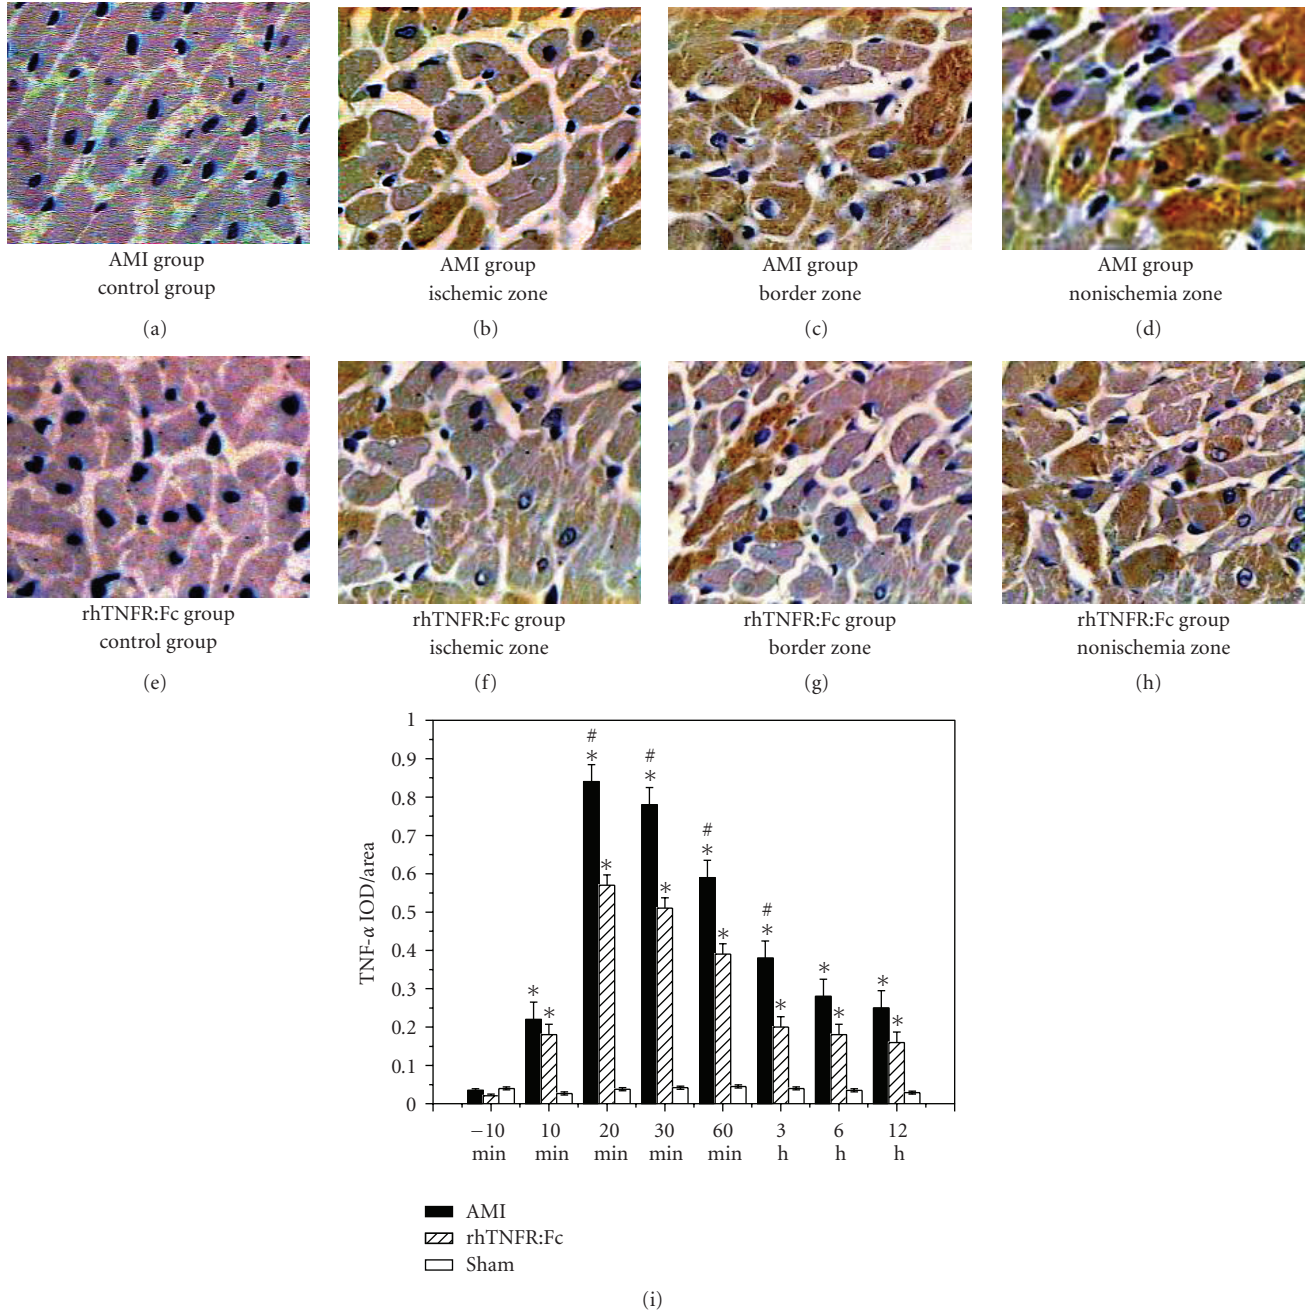 AMI group
control group
(a)
AMI group
ischemic zone
(b)
AMI group
border zone
(c)
AMI group
nonischemia zone
(d)
rhTNFR:Fc group
control group
(e)
rhTNFR:Fc group
ischemic zone
(f)
rhTNFR:Fc group
border zone
(g)
rhTNFR:Fc group
nonischemia zone
(h)
TNF-α IOD/area
1
0.9
0.8
0.7
0.6
0.5
0.4
0.3
0.2
0.1
0
*
*
#
*
*
#
*
*
#
*
*
#
*
*
*
*
*
*
−10 10 20 30 60 3 6 12
min min min min min h h h
AMI
rhTNFR:Fc
Sham
(i)